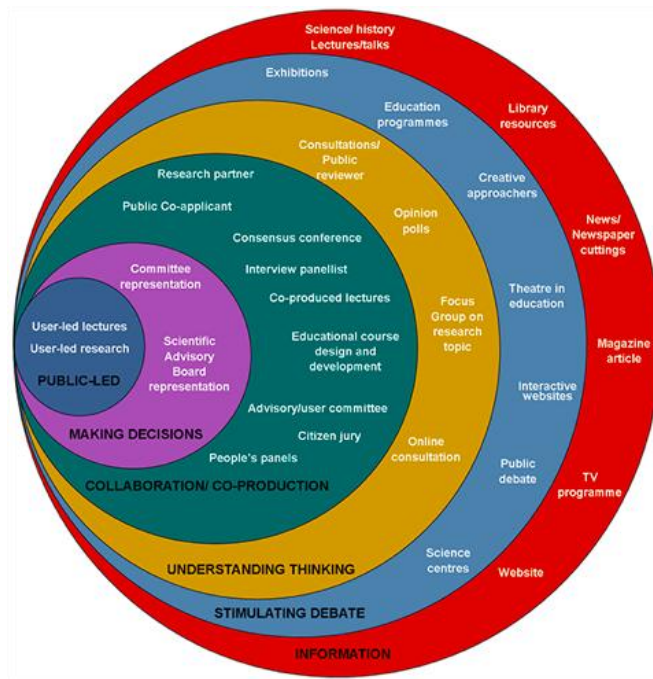 Science/ history
Lectures/talks
Exhibitions
Education
programmes
Library
resources
Consultations/
Public
reviewer
Research partner
Creative
approachers
Public Co-applicant
Opinion
polls
News/
Newspaper
cuttings
Consensus conference
Committee
representation
Interview panellist
Theatre in
education
Co-produced lectures
Focus
Group on
research
topic
User-led lectures
User-led research
PUBLIC-LED
Scientific
Advisory
Board
representation
Educational course
design and
development
Magazine
article
Interactive
websites
Advisory/user committee
MAKING DECISIONS
Citizen jury
Online
consultation
People's panels
Public
debate
TV
programme
COLLABORATION/ CO-PRODUCTION
Science
centres
Website
UNDERSTANDING THINKING
STIMULATING DEBATE
INFORMATION